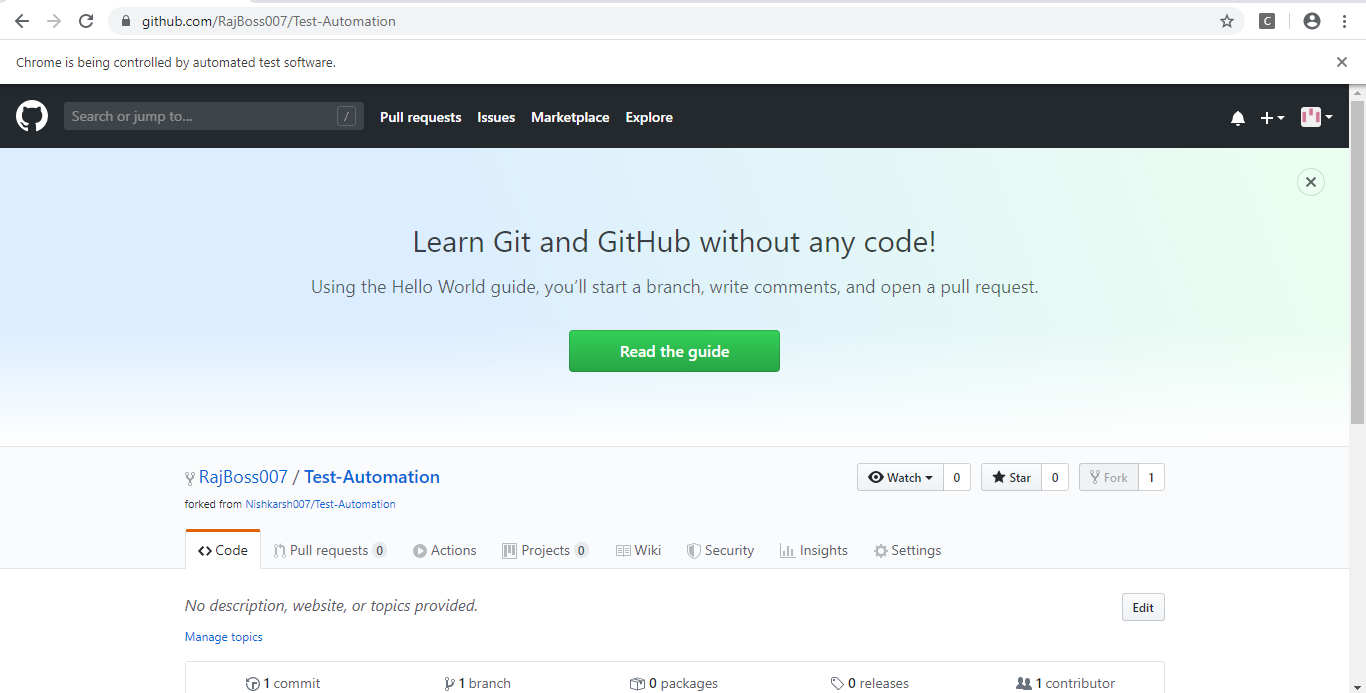 github.com/RajBoss007/Test-Automation
C
Chrome is being controlled by automated test software.
Search or jump to... /
Pull requests Issues Marketplace Explore
Learn Git and GitHub without any code!
Using the Hello World guide, you’ll start a branch, write comments, and open a pull request.
Read the guide
RajBoss007 / Test-Automation
Watch 0 Star 0 Fork 1
forked from Nishkarsh007/Test-Automation
Code Pull requests 0 Actions Projects 0 Wiki Security Insights Settings
No description, website, or topics provided.
Edit
Manage topics
1 commit 1 branch 0 packages 0 releases 1 contributor